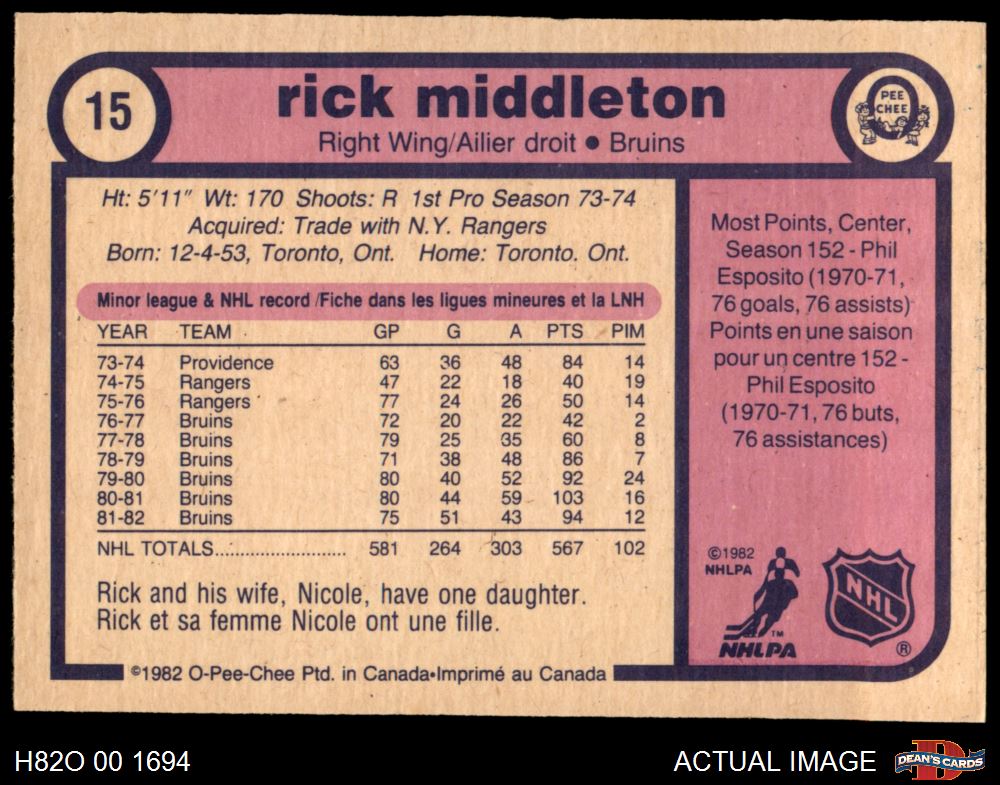 15
rick middleton
Right Wing/Ailier droit ● Bruins
PEE
CHEE
Ht: 5'11" Wt: 170 Shoots: R 1st Pro Season 73-74
Acquired: Trade with N.Y. Rangers
Born: 12-4-53, Toronto, Ont. Home: Toronto. Ont.
Minor league & NHL record /Fiche dans les ligues mineures et la LNH
YEAR TEAM GP G A PTS PIM
73-74 Providence 63 36 48 84 14
74-75 Rangers 47 22 18 40 19
75-76 Rangers 77 24 26 50 14
76-77 Bruins 72 20 22 42 2
77-78 Bruins 79 25 35 60 8
78-79 Bruins 71 38 48 86 7
79-80 Bruins 80 40 52 92 24
80-81 Bruins 80 44 59 103 16
81-82 Bruins 75 51 43 94 12
NHL TOTALS.......................... 581 264 303 567 102
Rick and his wife, Nicole, have one daughter.
Rick et sa femme Nicole ont une fille.
©1982 O-Pee-Chee Ptd. in Canada•Imprimé au Canada
Most Points, Center,
Season 152 - Phil
Esposito (1970-71,
76 goals, 76 assists)
Points en une saison
pour un centre 152 -
Phil Esposito
(1970-71, 76 buts,
76 assistances)
©1982
NHLPA
TM
NHLPA
NHL
®
H82O 00 1694
ACTUAL IMAGE
DEAN'S CARDS